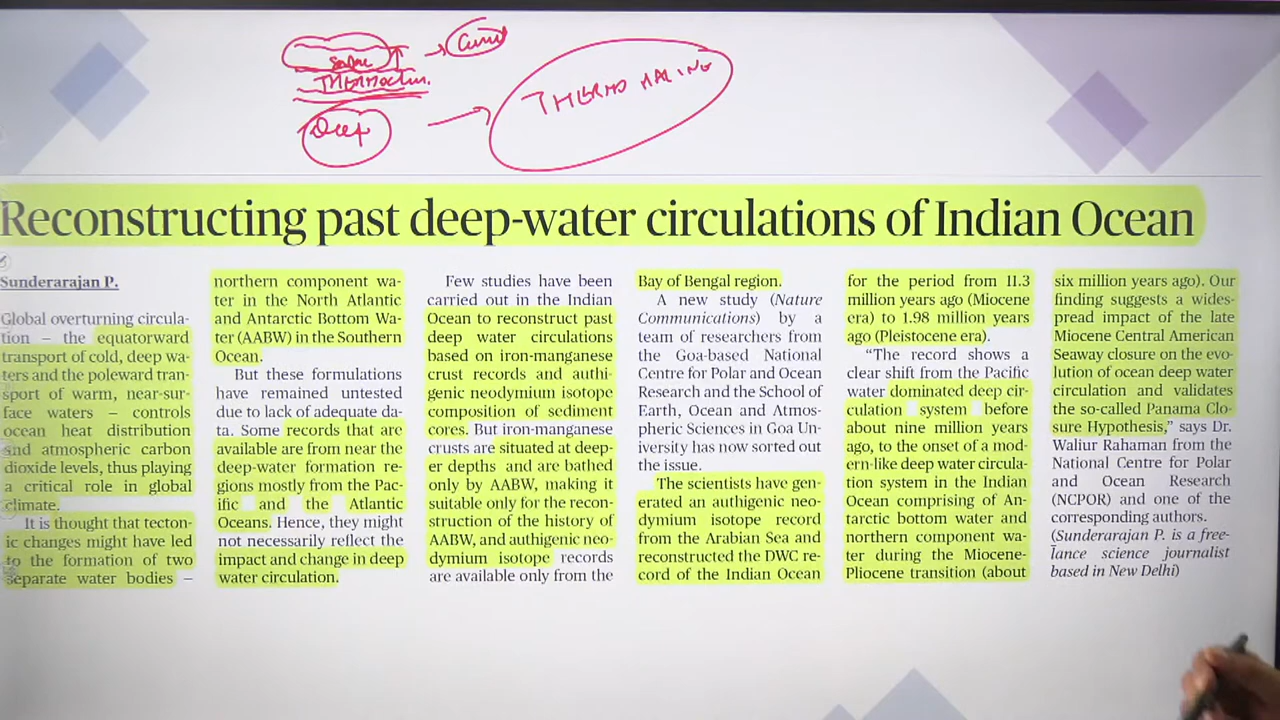 THERMO
Deep
THERMO HALINE
Reconstructing past deep-water circulations of Indian Ocean
Sunderarajan P.
Global overturning circula-
tion – the equatorward
transport of cold, deep wa-
ters and the poleward tran-
sport of warm, near-sur-
face waters – controls
ocean heat distribution
and atmospheric carbon
dioxide levels, thus playing
a critical role in global
climate.
It is thought that tecton-
ic changes might have led
to the formation of two
separate water bodies –
northern component wa-
ter in the North Atlantic
and Antarctic Bottom Wa-
ter (AABW) in the Southern
Ocean.
But these formulations
have remained untested
due to lack of adequate da-
ta. Some records that are
available are from near the
deep-water formation re-
gions mostly from the Pac-
ific and the Atlantic
Oceans. Hence, they might
not necessarily reflect the
impact and change in deep
water circulation.
Few studies have been
carried out in the Indian
Ocean to reconstruct past
deep water circulations
based on iron-manganese
crust records and authi-
genic neodymium isotope
composition of sediment
cores. But iron-manganese
crusts are situated at deep-
er depths and are bathed
only by AABW, making it
suitable only for the recon-
struction of the history of
AABW, and authigenic neo-
dymium isotope records
are available only from the
Bay of Bengal region.
A new study (Nature
Communications) by a
team of researchers from
the Goa-based National
Centre for Polar and Ocean
Research and the School of
Earth, Ocean and Atmos-
pheric Sciences in Goa Un-
iversity has now sorted out
the issue.
The scientists have gen-
erated an authigenic neo-
dymium isotope record
from the Arabian Sea and
reconstructed the DWC re-
cord of the Indian Ocean
for the period from 11.3
million years ago (Miocene
era) to 1.98 million years
ago (Pleistocene era).
"The record shows a
clear shift from the Pacific
water dominated deep cir-
culation system before
about nine million years
ago, to the onset of a mod-
ern-like deep water circula-
tion system in the Indian
Ocean comprising of An-
tarctic bottom water and
northern component wa-
ter during the Miocene-
Pliocene transition (about
six million years ago). Our
finding suggests a wides-
pread impact of the late
Miocene Central American
Seaway closure on the evo-
lution of ocean deep water
circulation and validates
the so-called Panama Clo-
sure Hypothesis," says Dr.
Waliur Rahaman from the
National Centre for Polar
and Ocean Research
(NCPOR) and one of the
corresponding authors.
(Sunderarajan P. is a free-
lance science journalist
based in New Delhi)